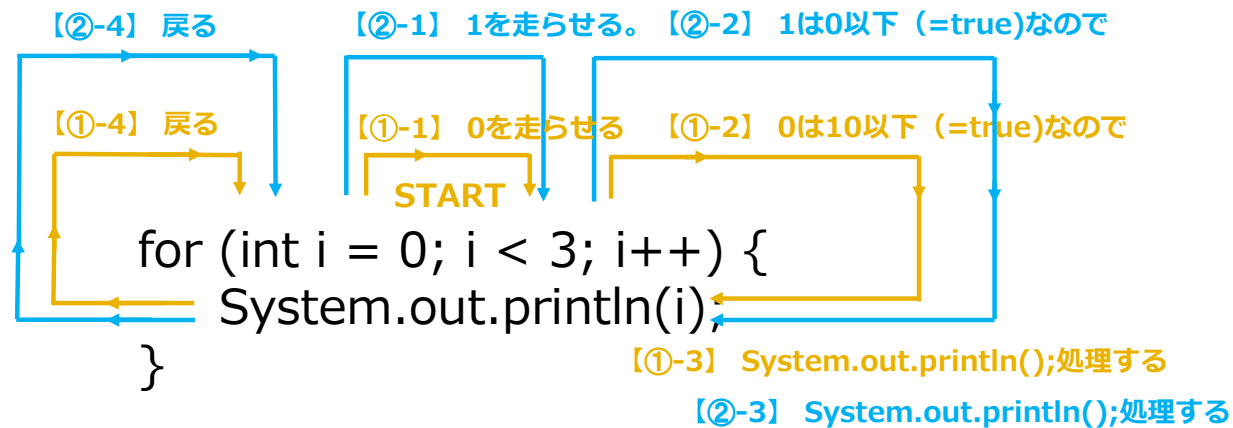 【②-4】 戻る
【②-1】 1を走らせる。
【②-2】 1は0以下（=true)なので
【①-4】 戻る
【①-1】 0を走らせる
【①-2】 0は10以下（=true)なので
START
for (int i = 0; i < 3; i++) {
System.out.println(i);
}
【①-3】 System.out.println();処理する
【②-3】 System.out.println();処理する